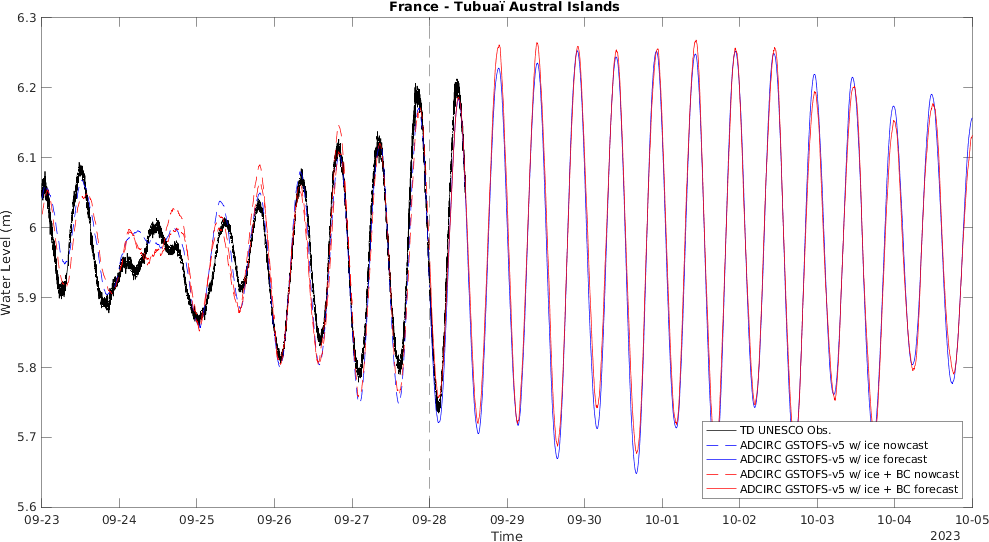 France - Tubuaï Austral Islands
6.3
6.2
6.1
6
5.9
5.8
5.7
5.6
Water Level (m)
TD UNESCO Obs.
ADCIRC GSTOFS-v5 w/ ice nowcast
ADCIRC GSTOFS-v5 w/ ice forecast
ADCIRC GSTOFS-v5 w/ ice + BC nowcast
ADCIRC GSTOFS-v5 w/ ice + BC forecast
09-23 09-24 09-25 09-26 09-27 09-28 09-29 09-30 10-01 10-02 10-03 10-04 10-05
Time
2023